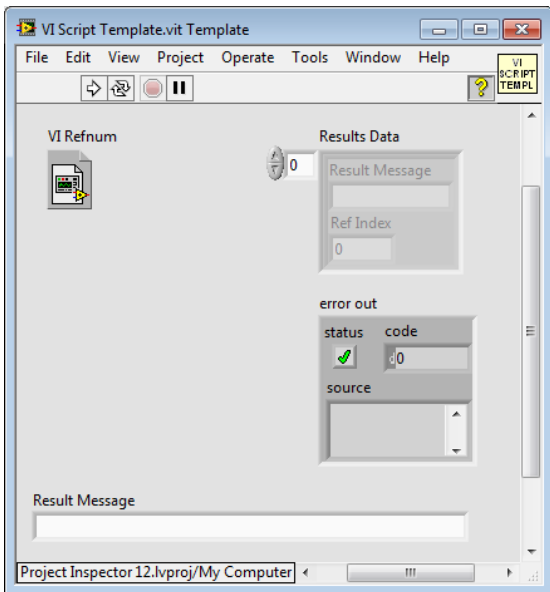 VI Script Template.vit Template
File Edit View Project Operate Tools Window Help
VI
SCRIPT
TEMPL
VI Refnum
Results Data
0
Result Message
Ref Index
0
error out
status code
d0
source
Result Message
Project Inspector 12.lvproj/My Computer